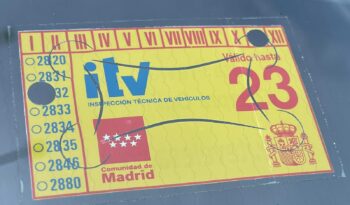 I II III IV V VI VII VIII IX X XII
2820
2831
32
2833
2834
2835
2846
2880
itv
INSPECCIÓN TÉCNICA DE VEHÍCULOS
Válido hasta
23
Comunidad de
Madrid